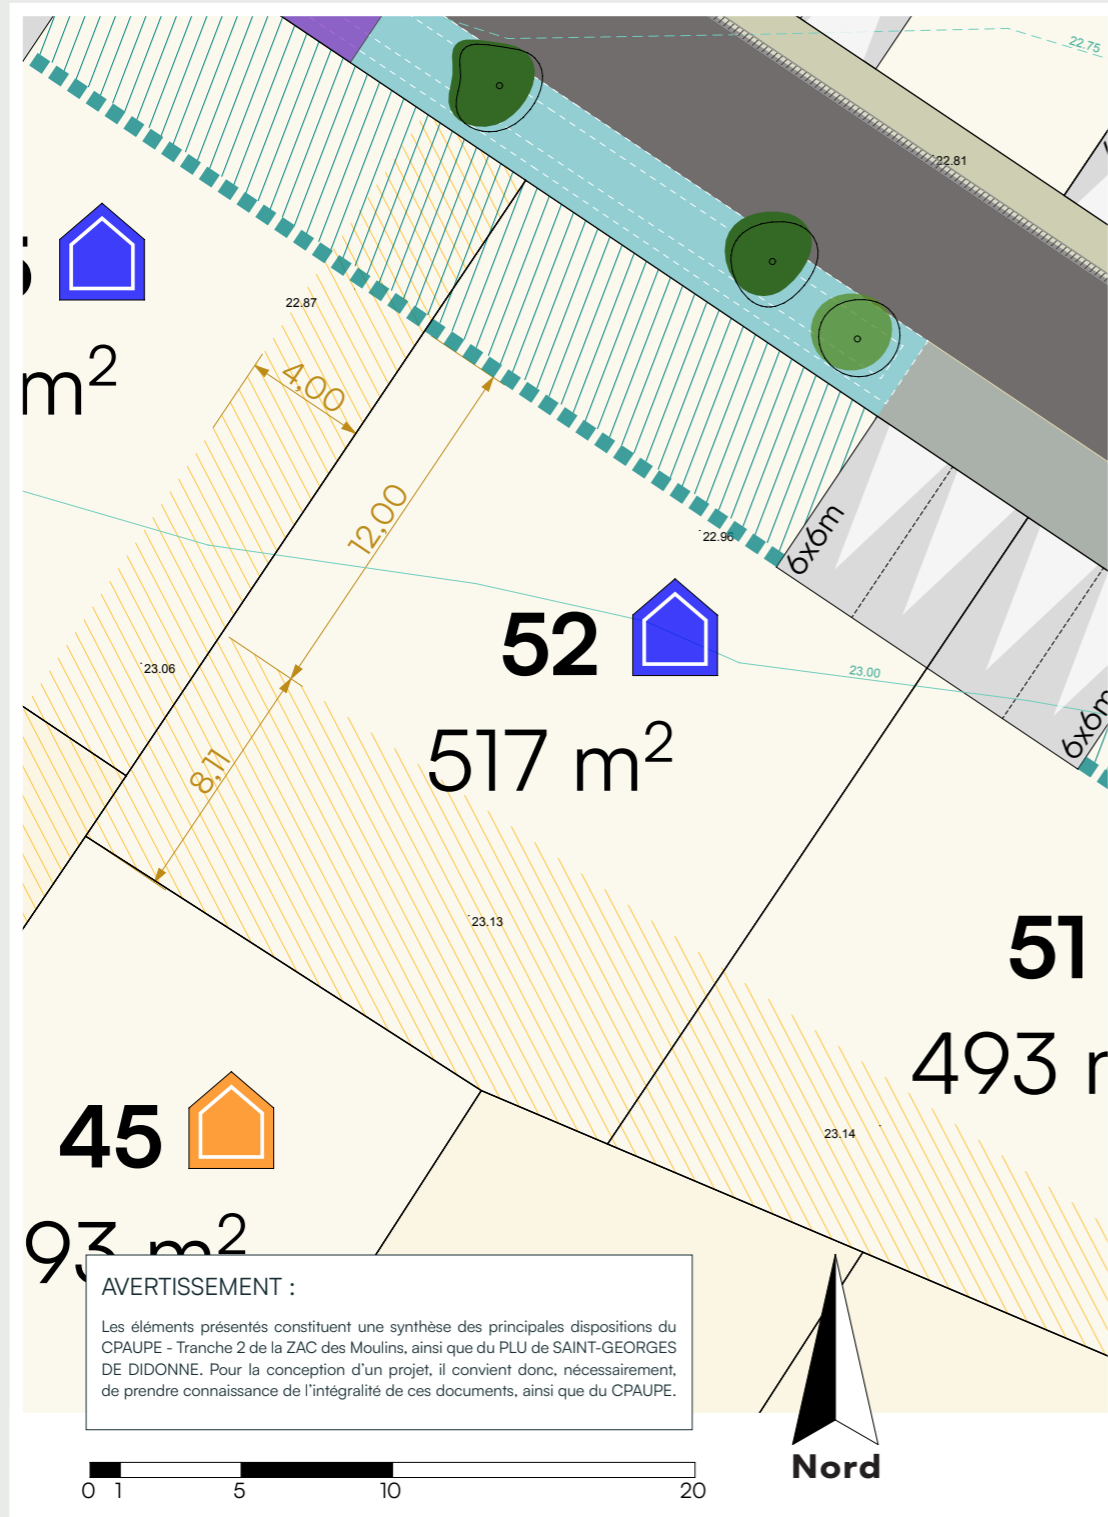 22.75
22.81
22.87
m²
4,00
12,00
22.96
6x6m
52
517 m²
23.00
23.06
8,11
6x6m
23.13
51
493
23.14
45
93 m²
AVERTISSEMENT :
Les éléments présentés constituent une synthèse des principales dispositions du
CPAUPE - Tranche 2 de la ZAC des Moulins, ainsi que du PLU de SAINT-GEORGES
DE DIDONNE. Pour la conception d'un projet, il convient donc, nécessairement,
de prendre connaissance de l'intégralité de ces documents, ainsi que du CPAUPE.
Nord
0 1 5 10 20